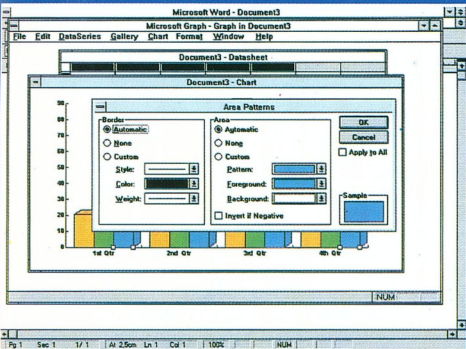 Microsoft Word - Document3
Microsoft Graph - Graph in Document3
File Edit DataSeries Gallery Chart Format Window Help
Document3 - Datasheet
Document3 - Chart
Area Patterns
Border
Automatic
None
Custom
Style:
Color:
Weight:
Area
Automatic
None
Custom
Pattern:
Foreground:
Background:
Invert if Negative
OK
Cancel
Apply to All
Sample
90
80
70
60
50
40
30
20
10
0
1st Qtr 2nd Qtr 3rd Qtr 4th Qtr
NUM
Pg 1 Sec 1 1/ 1 At 2,5cm Ln 1 Col 1 100% NUM